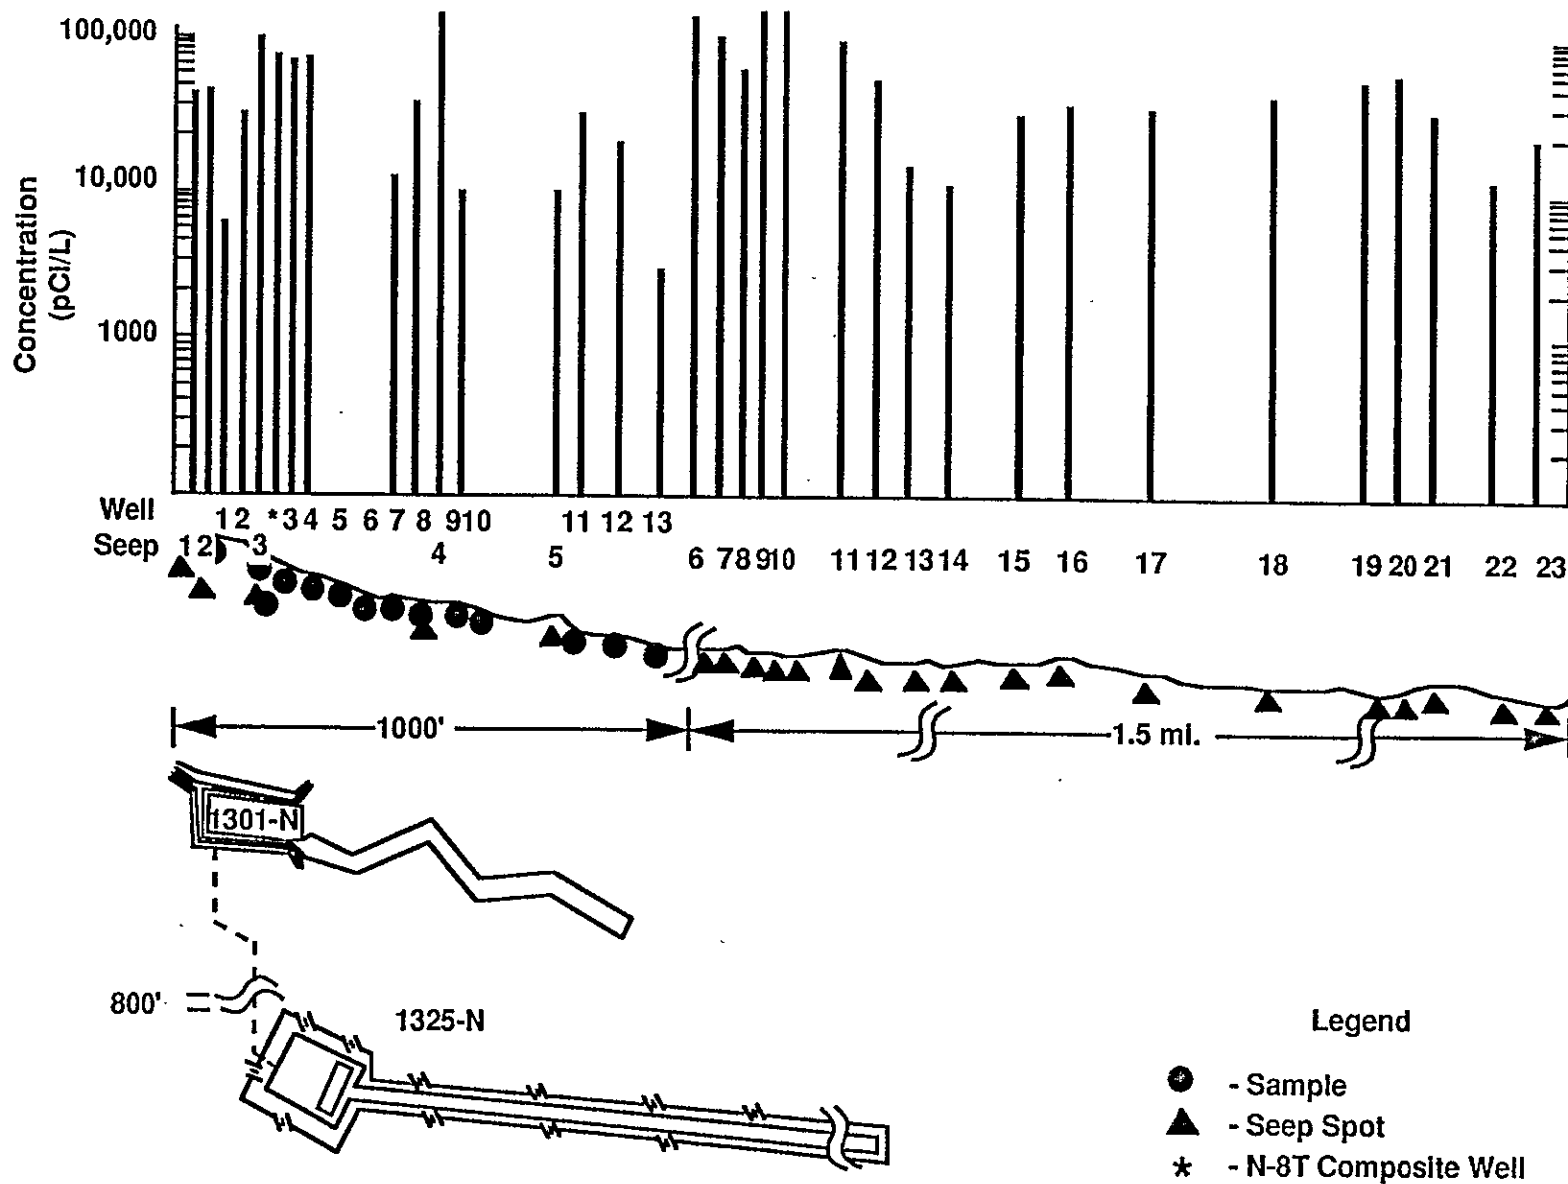 100,000
10,000
1000
Concentration
(pCi/L)
Well 1 2 * 3 4 5 6 7 8 9 10 11 12 13
Seep 1 2 3 4 5 6 7 8 9 10 11 12 13 14 15 16 17 18 19 20 21 22 23
1000'
1.5 mi.
1301-N
800'
1325-N
Legend
- Sample
- Seep Spot
* - N-8T Composite Well